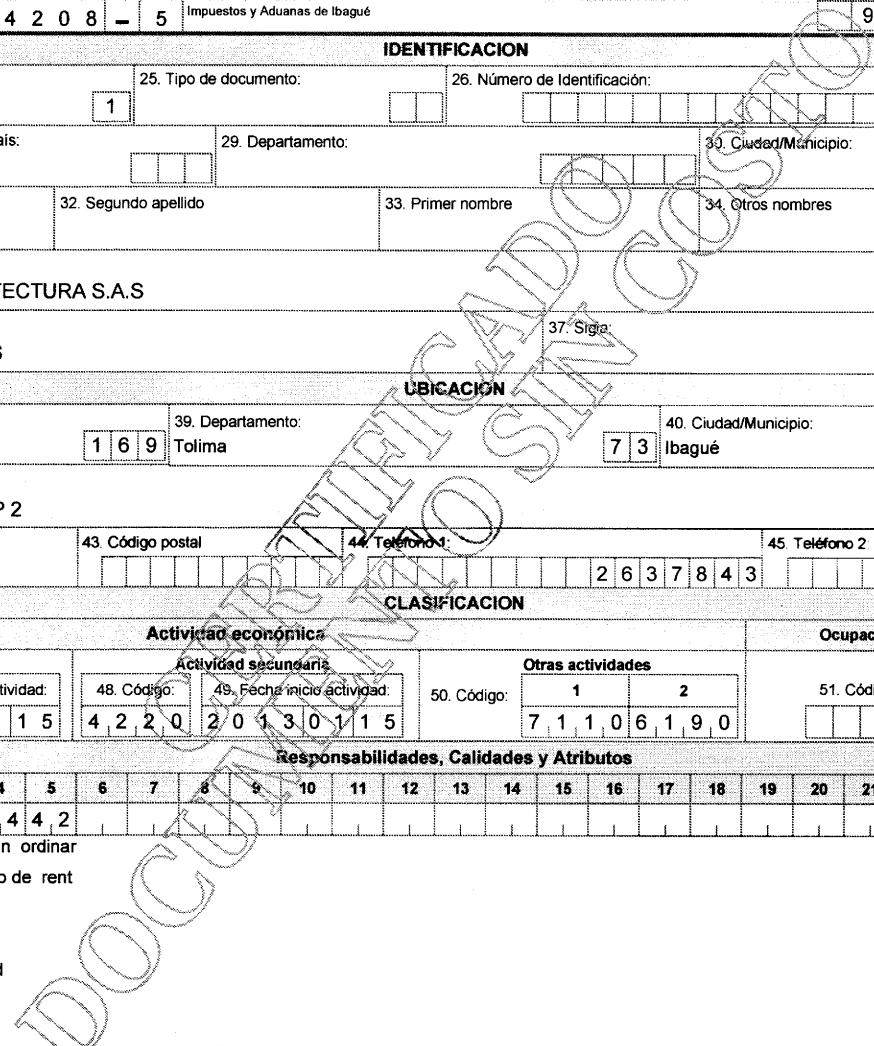 4 2 0 8 - 5 Impuestos y Aduanas de Ibagué 9
IDENTIFICACION
25. Tipo de documento: 26. Número de Identificación:
1
aís: 29. Departamento: 30. Ciudad/Municipio:
32. Segundo apellido 33. Primer nombre 34. Otros nombres
TECTURA S.A.S
37. Sigla:
S
UBICACION
39. Departamento: 40. Ciudad/Municipio:
1 6 9 Tolima 7 3 Ibagué
P 2
43. Código postal 44. Teléfono 1: 45. Teléfono 2
2 6 3 7 8 4 3
CLASIFICACION
Actividad económica Ocupac
Actividad secundaria Otras actividades
tividad: 48. Código: 49. Fecha inicio actividad: 50. Código: 1 2 51. Códi
1 5 4 2 2 0 2 0 1 3 0 1 1 5 7 1 1 0 6 1 9 0
Responsabilidades, Calidades y Atributos
4 5 6 7 8 9 10 11 12 13 14 15 16 17 18 19 20 21
4 4 2
n ordinar
o de rent
d
CERTIFICADO
DOCUMENTO SIN COSTO